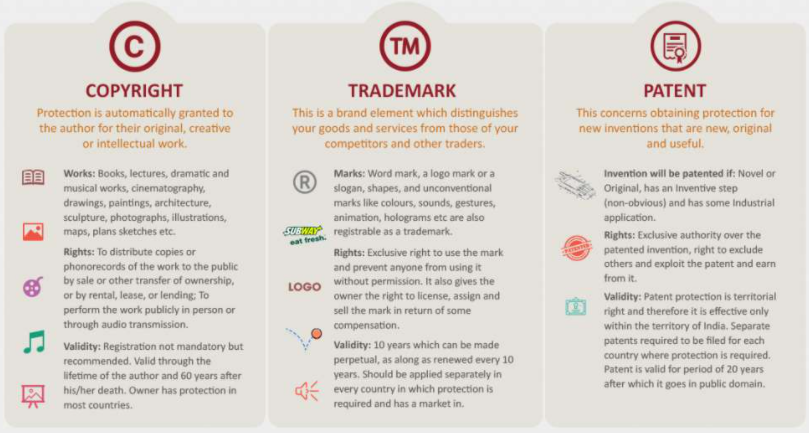 C
COPYRIGHT
Protection is automatically granted to
the author for their original, creative
or intellectual work.
Works: Books, lectures, dramatic and
musical works, cinematography,
drawings, paintings, architecture,
sculpture, photographs, illustrations,
maps, plans sketches etc.
Rights: To distribute copies or
phonorecords of the work to the public
by sale or other transfer of ownership,
or by rental, lease, or lending; To
perform the work publicly in person or
through audio transmission.
Validity: Registration not mandatory but
recommended. Valid through the
lifetime of the author and 60 years after
his/her death. Owner has protection in
most countries.
TM
TRADEMARK
This is a brand element which distinguishes
your goods and services from those of your
competitors and other traders.
®
SUBWAY
eat fresh.
LOGO
Marks: Word mark, a logo mark or a
slogan, shapes, and unconventional
marks like colours, sounds, gestures,
animation, holograms etc are also
registrable as a trademark.
Rights: Exclusive right to use the mark
and prevent anyone from using it
without permission. It also gives the
owner the right to license, assign and
sell the mark in return of some
compensation.
Validity: 10 years which can be made
perpetual, as along as renewed every 10
years. Should be applied separately in
every country in which protection is
required and has a market in.
PATENT
This concerns obtaining protection for
new inventions that are new, original
and useful.
PATENTED
Invention will be patented if: Novel or
Original, has an Inventive step
(non-obvious) and has some Industrial
application.
Rights: Exclusive authority over the
patented invention, right to exclude
others and exploit the patent and earn
from it.
Validity: Patent protection is territorial
right and therefore it is effective only
within the territory of India. Separate
patents required to be filed for each
country where protection is required.
Patent is valid for period of 20 years
after which it goes in public domain.